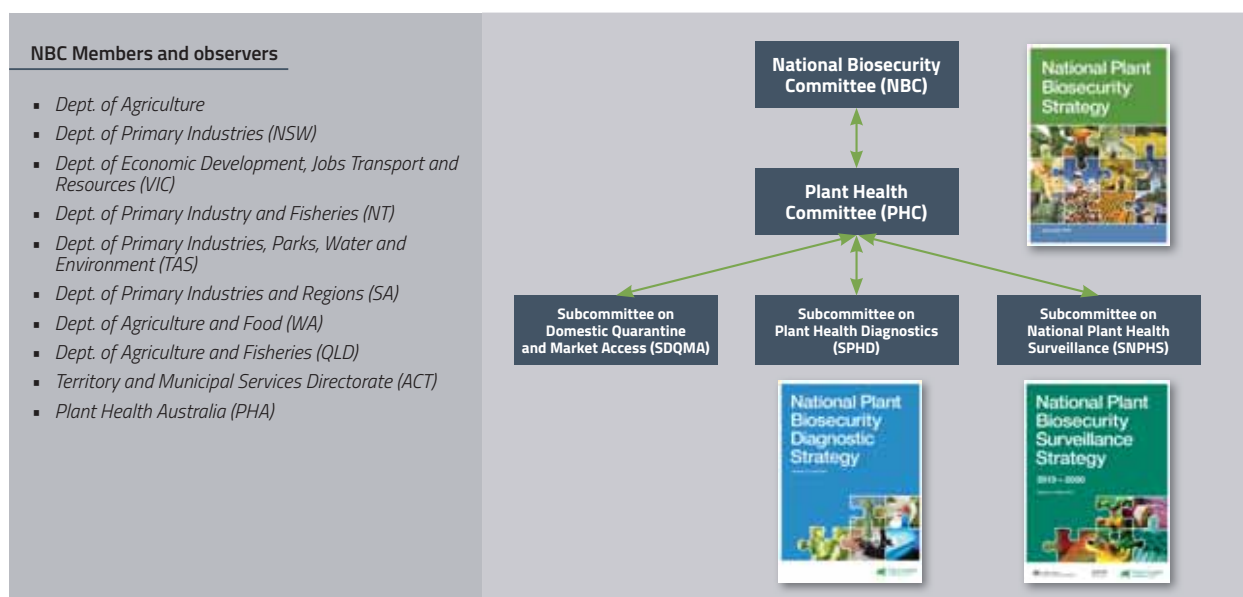 NBC Members and observers
▪ Dept. of Agriculture
▪ Dept. of Primary Industries (NSW)
▪ Dept. of Economic Development, Jobs Transport and
Resources (VIC)
▪ Dept. of Primary Industry and Fisheries (NT)
▪ Dept. of Primary Industries, Parks, Water and
Environment (TAS)
▪ Dept. of Primary Industries and Regions (SA)
▪ Dept. of Agriculture and Food (WA)
▪ Dept. of Agriculture and Fisheries (QLD)
▪ Territory and Municipal Services Directorate (ACT)
▪ Plant Health Australia (PHA)
National Biosecurity
Committee (NBC)
National Plant
Biosecurity
Strategy
Plant Health
Committee (PHC)
Subcommittee on
Domestic Quarantine
and Market Access (SDQMA)
Subcommittee on
Plant Health Diagnostics
(SPHD)
Subcommittee on
National Plant Health
Surveillance (SNPHS)
National Plant
Biosecurity
Diagnostic
Strategy
National Plant
Biosecurity
Surveillance
Strategy